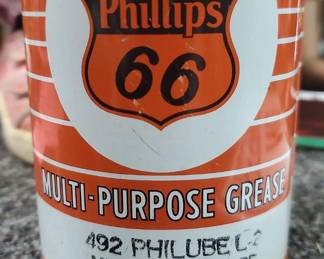 Phillips
66
MULTI-PURPOSE GREASE
492 PHILUBE L-2